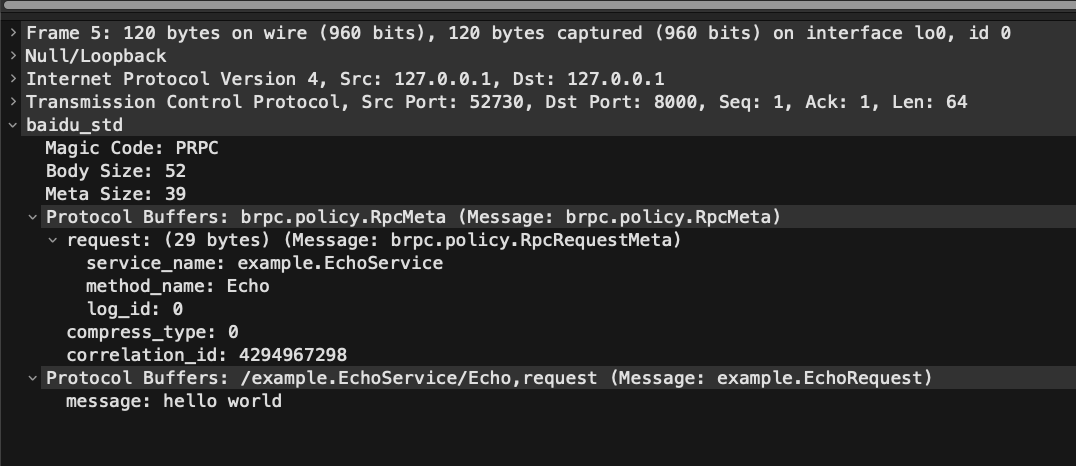 Frame 5: 120 bytes on wire (960 bits), 120 bytes captured (960 bits) on interface lo0, id 0
Null/Loopback
Internet Protocol Version 4, Src: 127.0.0.1, Dst: 127.0.0.1
Transmission Control Protocol, Src Port: 52730, Dst Port: 8000, Seq: 1, Ack: 1, Len: 64
baidu_std
Magic Code: PRPC
Body Size: 52
Meta Size: 39
Protocol Buffers: brpc.policy.RpcMeta (Message: brpc.policy.RpcMeta)
request: (29 bytes) (Message: brpc.policy.RpcRequestMeta)
service_name: example.EchoService
method_name: Echo
log_id: 0
compress_type: 0
correlation_id: 4294967298
Protocol Buffers: /example.EchoService/Echo,request (Message: example.EchoRequest)
message: hello world